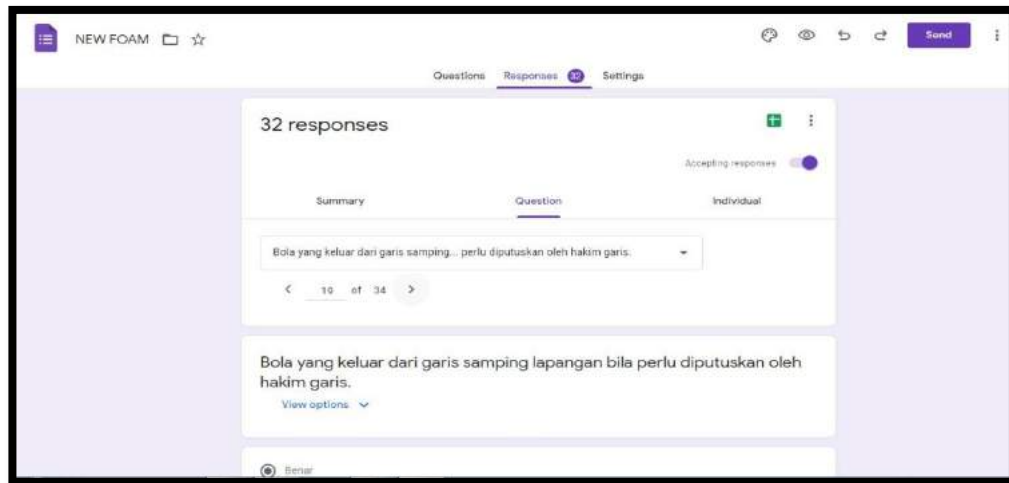 NEW FOAM
Send
Questions Responses 32 Settings
32 responses
Accepting responses
Summary Question Individual
Bola yang keluar dari garis samping... perlu diputuskan oleh hakim garis.
19 of 34
Bola yang keluar dari garis samping lapangan bila perlu diputuskan oleh
hakim garis.
View options
Benar